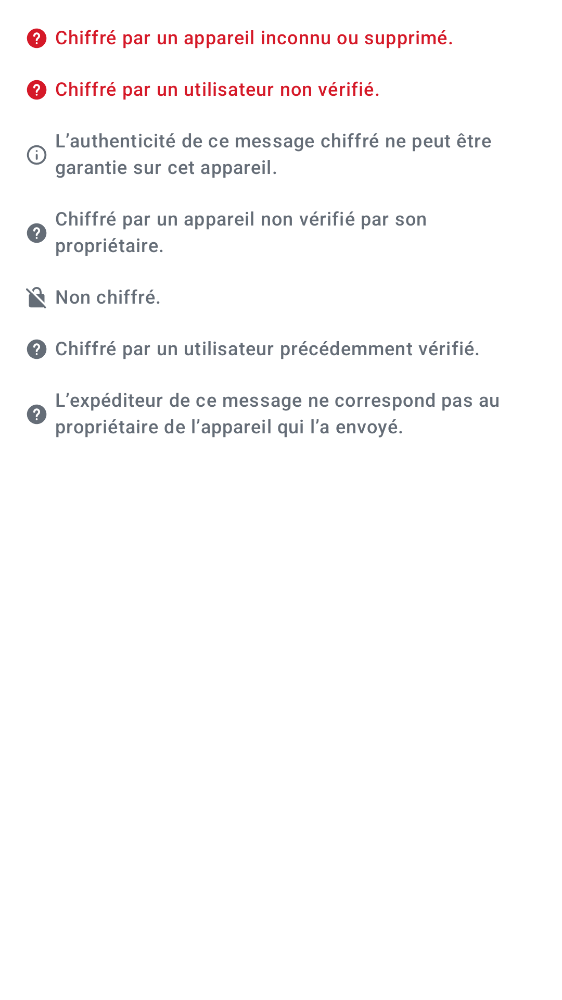 Chiffré par un appareil inconnu ou supprimé.
Chiffré par un utilisateur non vérifié.
L’authenticité de ce message chiffré ne peut être
garantie sur cet appareil.
Chiffré par un appareil non vérifié par son
propriétaire.
Non chiffré.
Chiffré par un utilisateur précédemment vérifié.
L’expéditeur de ce message ne correspond pas au
propriétaire de l’appareil qui l’a envoyé.